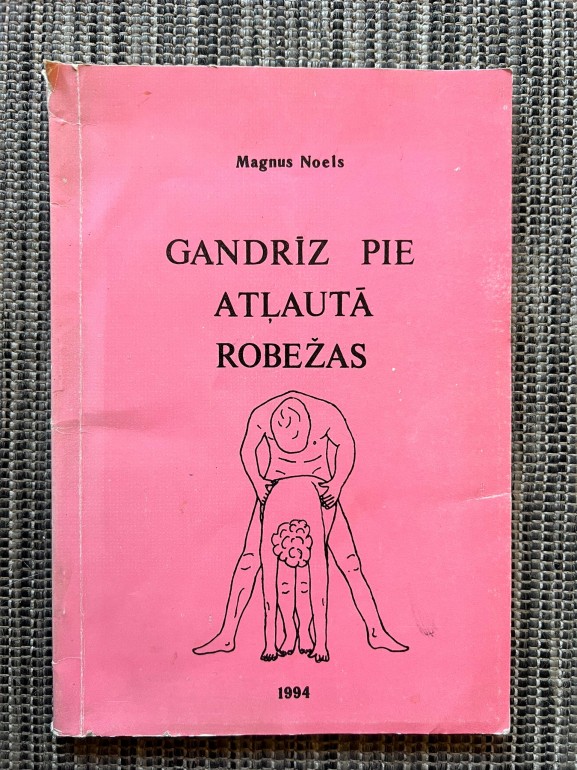 Magnus Noels
GANDRĪZ PIE
ATĻAUTĀ
ROBEŽAS
1994